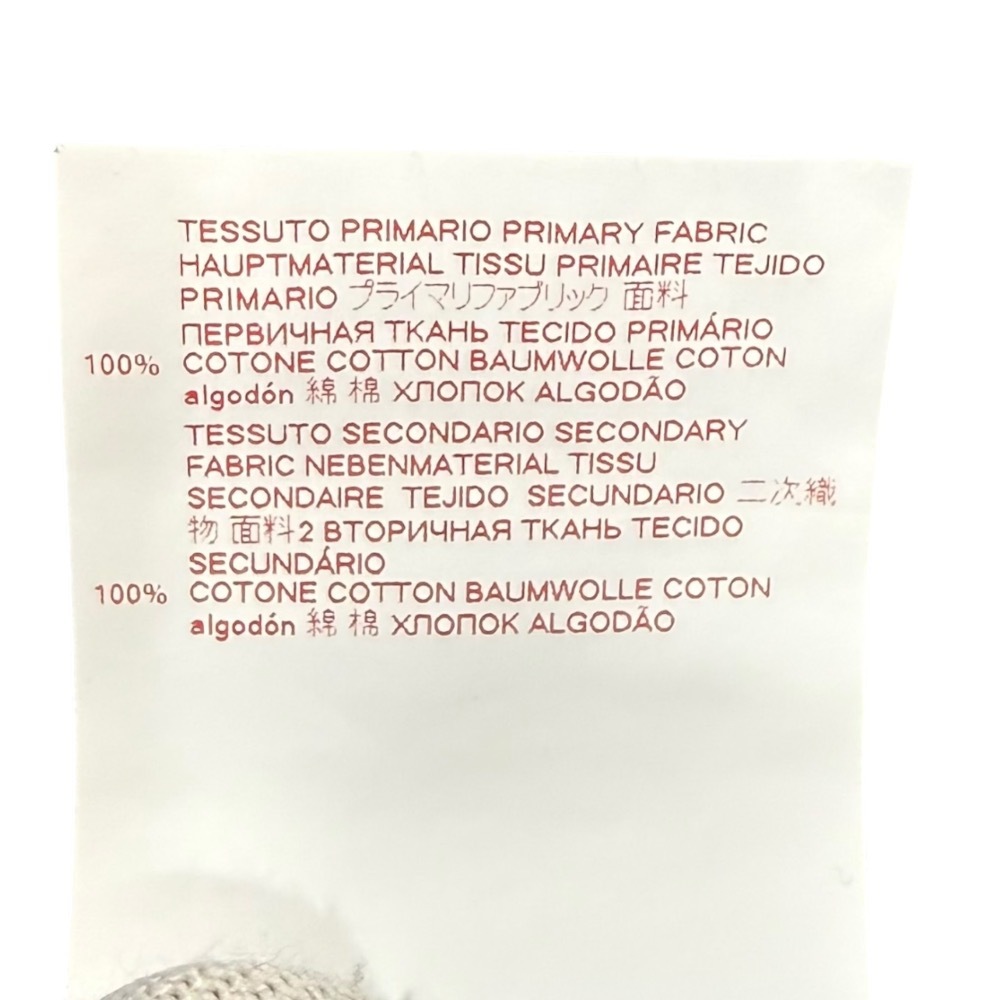 TESSUTO PRIMARIO PRIMARY FABRIC
HAUPTMATERIAL TISSU PRIMAIRE TEJIDO
PRIMARIO プライマリファブリック 面料
ПЕРВИЧНАЯ ТКАНЬ TECIDO PRIMÁRIO
100% COTONE COTTON BAUMWOLLE COTON
algodón 綿 棉 ХЛОПОК ALGODÃO
TESSUTO SECONDARIO SECONDARY
FABRIC NEBENMATERIAL TISSU
SECONDAIRE TEJIDO SECUNDARIO 二次織
物 面料2 ВТОРИЧНАЯ ТКАНЬ TECIDO
SECUNDÁRIO
100% COTONE COTTON BAUMWOLLE COTON
algodón 綿 棉 ХЛОПОК ALGODÃO